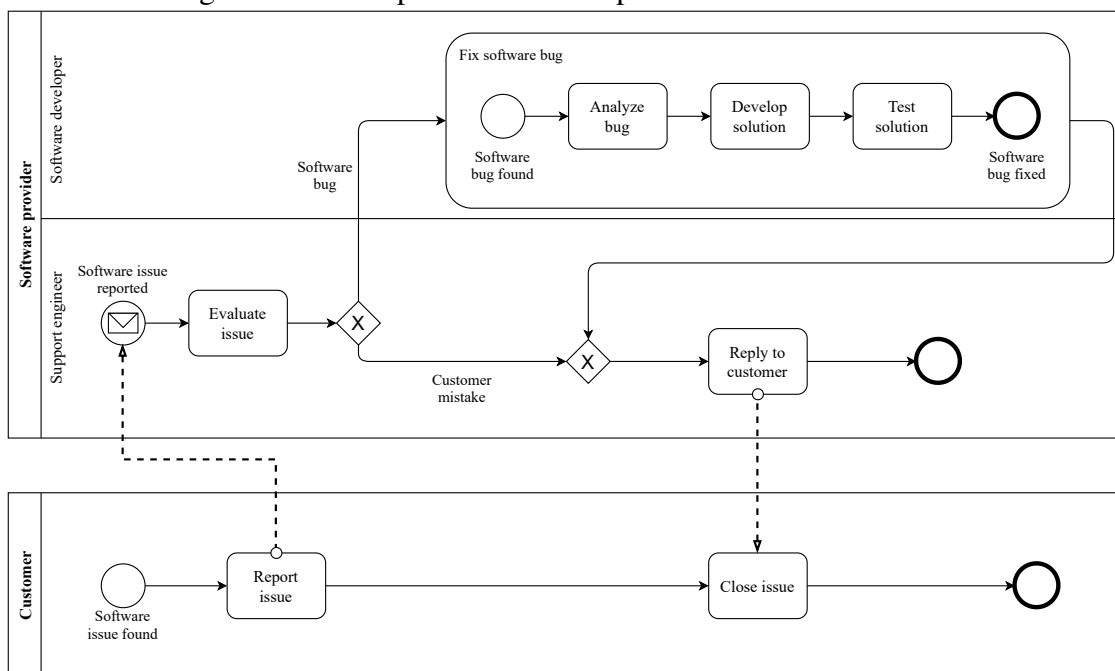 Software provider
Software developer
Fix software bug
Software
bug found
Analyze
bug
Develop
solution
Test
solution
Software
bug fixed
Software
bug
Support engineer
Software issue
reported
Evaluate
issue
X
Customer
mistake
X
Reply to
customer
Customer
Software
issue found
Report
issue
Close issue